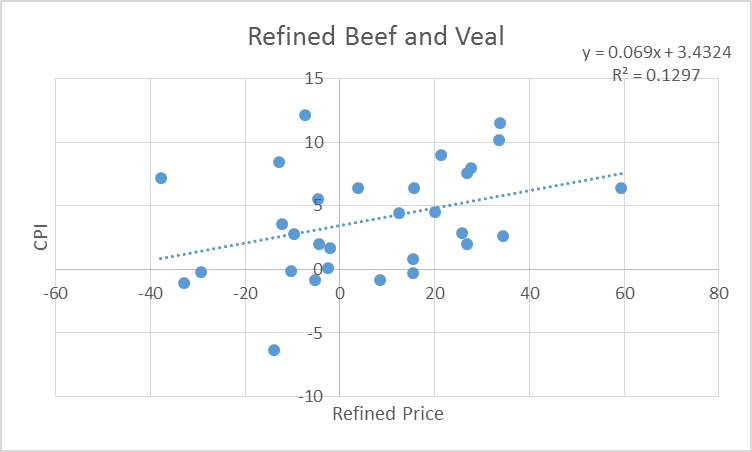 Refined Beef and Veal
y = 0.069x + 3.4324
R² = 0.1297
15
10
5
0
-5
-10
-60
-40
-20
0
20
40
60
80
CPI
Refined Price